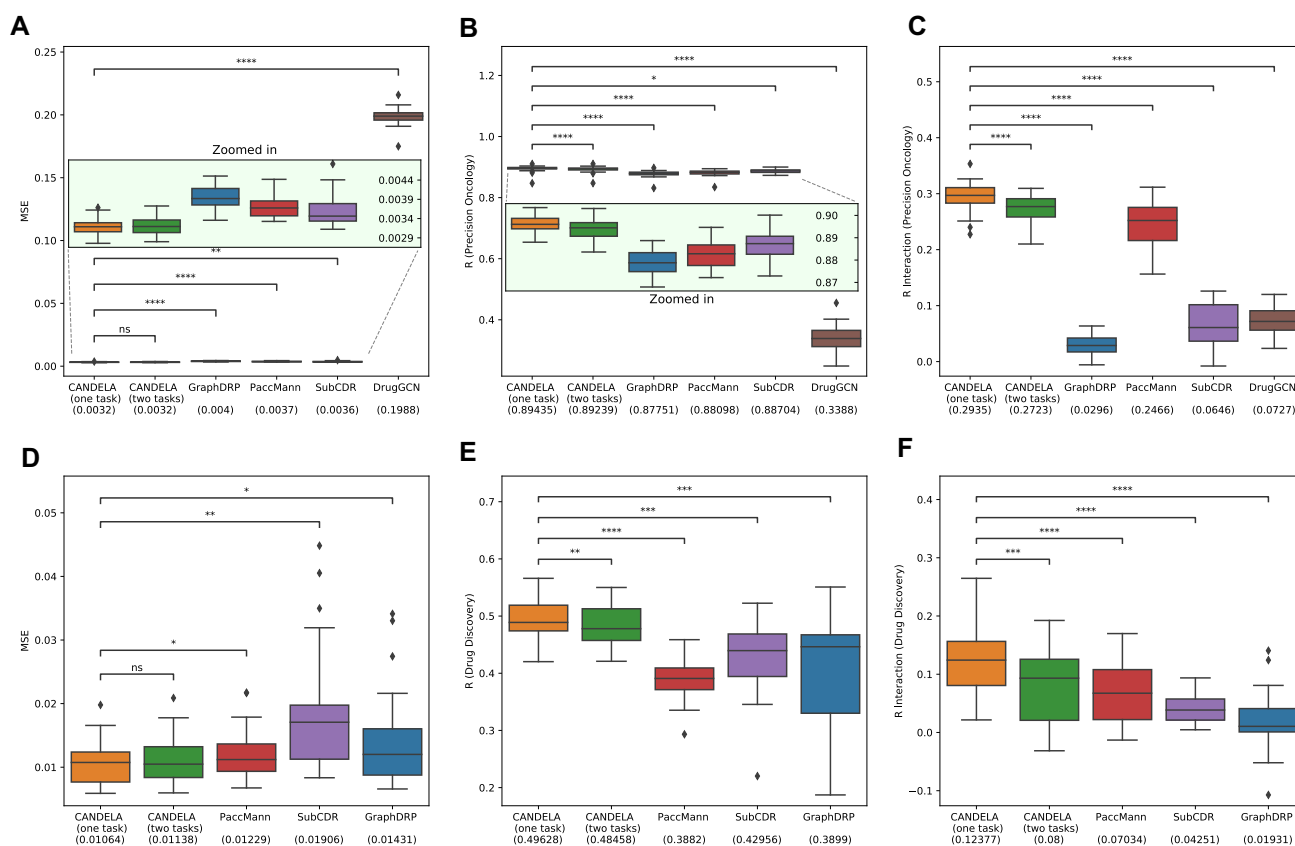 A
0.25
0.20
0.15
0.10
0.05
0.00
MSE
****
Zoomed in
0.0044
0.0039
0.0034
0.0029
**
****
****
ns
CANDELA
(one task)
(0.0032)
CANDELA
(two tasks)
(0.0032)
GraphDRP
(0.004)
PaccMann
(0.0037)
SubCDR
(0.0036)
DrugGCN
(0.1988)
B
1.2
1.0
0.8
0.6
0.4
R (Precision Oncology)
****
*
****
****
****
0.90
0.89
0.88
0.87
Zoomed in
CANDELA
(one task)
(0.89435)
CANDELA
(two tasks)
(0.89239)
GraphDRP
(0.87751)
PaccMann
(0.88098)
SubCDR
(0.88704)
DrugGCN
(0.3388)
C
0.5
0.4
0.3
0.2
0.1
0.0
R Interaction (Precision Oncology)
****
****
****
****
****
CANDELA
(one task)
(0.2935)
CANDELA
(two tasks)
(0.2723)
GraphDRP
(0.0296)
PaccMann
(0.2466)
SubCDR
(0.0646)
DrugGCN
(0.0727)
D
0.05
0.04
0.03
0.02
0.01
MSE
*
**
*
ns
CANDELA
(one task)
(0.01064)
CANDELA
(two tasks)
(0.01138)
PaccMann
(0.01229)
SubCDR
(0.01906)
GraphDRP
(0.01431)
E
0.7
0.6
0.5
0.4
0.3
0.2
R (Drug Discovery)
***
***
****
**
CANDELA
(one task)
(0.49628)
CANDELA
(two tasks)
(0.48458)
PaccMann
(0.3882)
SubCDR
(0.42956)
GraphDRP
(0.3899)
F
0.4
0.3
0.2
0.1
0.0
−0.1
R Interaction (Drug Discovery)
****
****
****
***
CANDELA
(one task)
(0.12377)
CANDELA
(two tasks)
(0.08)
PaccMann
(0.07034)
SubCDR
(0.04251)
GraphDRP
(0.01931)